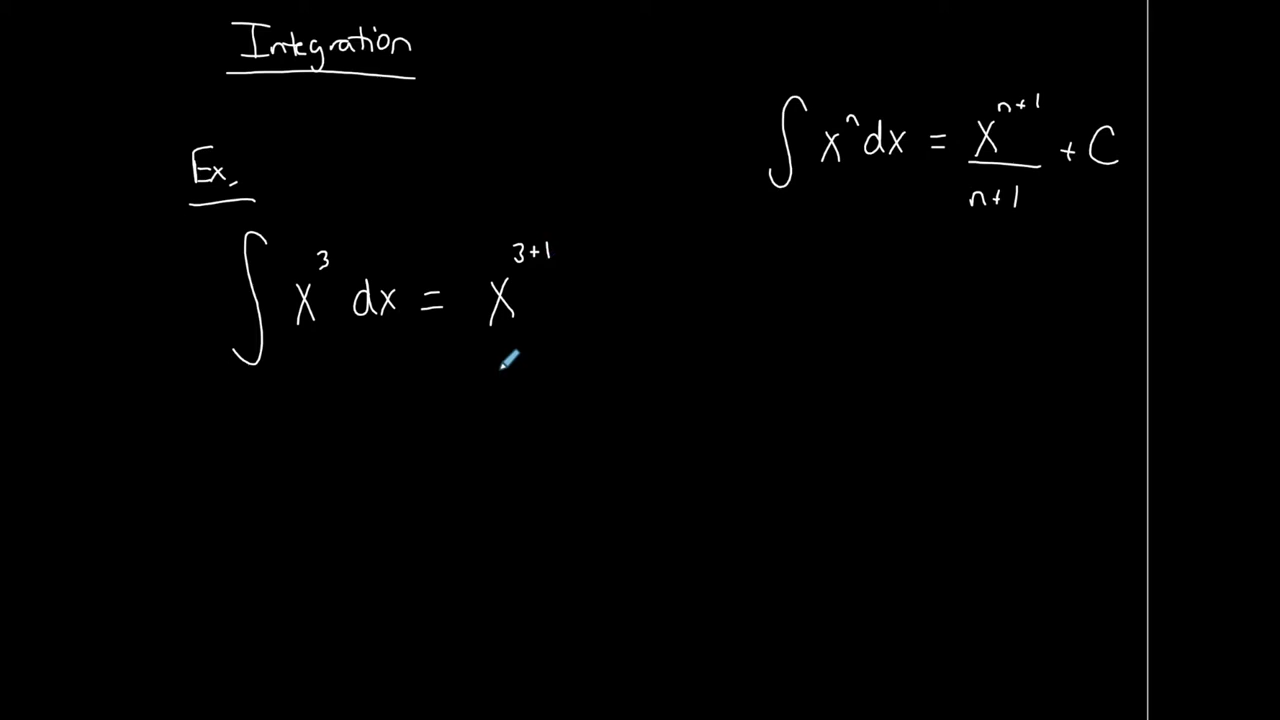 Integration
∫ xⁿ dx = xⁿ⁺¹/n+1 + C
Ex.
∫ x³ dx = x³⁺¹